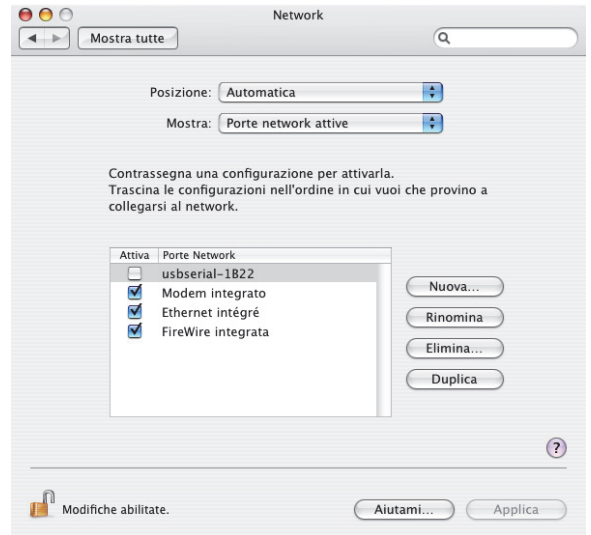 Network
Mostra tutte
Posizione: Automatica
Mostra: Porte network attive
Contrassegna una configurazione per attivarla.
Trascina le configurazioni nell'ordine in cui vuoi che provino a
collegarsi al network.
Attiva Porte Network
usbserial-1B22
Modem integrato
Ethernet intégré
FireWire integrata
Nuova...
Rinomina
Elimina...
Duplica
?
Modifiche abilitate.
Aiutami... Applica